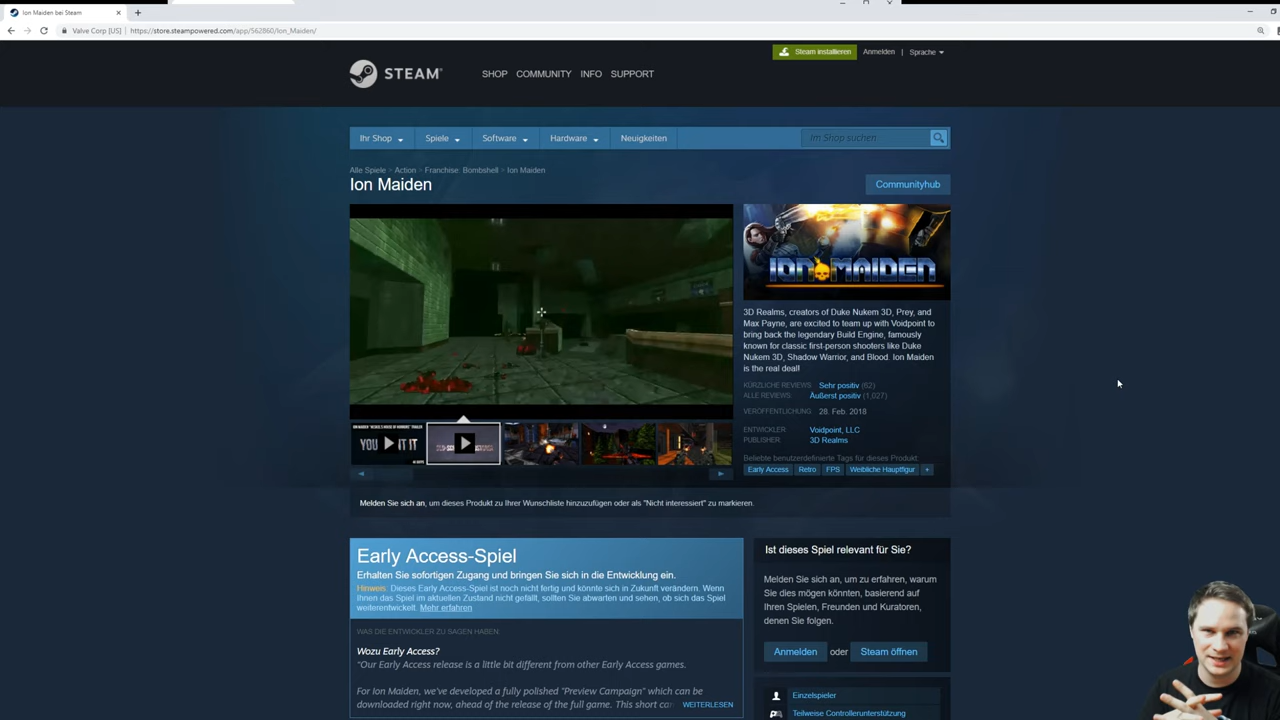 Ion Maiden bei Steam
Valve Corp [US] | https://store.steampowered.com/app/562860/Ion_Maiden/
Steam installieren Anmelden | Sprache
STEAM SHOP COMMUNITY INFO SUPPORT
Ihr Shop Spiele Software Hardware Neuigkeiten Im Shop suchen
Alle Spiele > Action > Franchise: Bombshell > Ion Maiden
Ion Maiden
Communityhub
ION MAIDEN
3D Realms, creators of Duke Nukem 3D, Prey, and
Max Payne, are excited to team up with Voidpoint to
bring back the legendary Build Engine, famously
known for classic first-person shooters like Duke
Nukem 3D, Shadow Warrior, and Blood. Ion Maiden
is the real deal!
KÜRZLICHE REVIEWS: Sehr positiv (62)
ALLE REVIEWS: Äußerst positiv (1,027)
VERÖFFENTLICHUNG: 28. Feb. 2018
ENTWICKLER: Voidpoint, LLC
PUBLISHER: 3D Realms
Beliebte benutzerdefinierte Tags für dieses Produkt:
Early Access Retro FPS Weibliche Hauptfigur +
YOU IT IT
Melden Sie sich an, um dieses Produkt zu Ihrer Wunschliste hinzuzufügen oder als "Nicht interessiert" zu markieren.
Early Access-Spiel
Erhalten Sie sofortigen Zugang und bringen Sie sich in die Entwicklung ein.
Hinweis: Dieses Early Access-Spiel ist noch nicht fertig und könnte sich in Zukunft verändern. Wenn
Ihnen das Spiel im aktuellen Zustand nicht gefällt, sollten Sie abwarten und sehen, ob sich das Spiel
weiterentwickelt. Mehr erfahren
WAS DIE ENTWICKLER ZU SAGEN HABEN:
Wozu Early Access?
"Our Early Access release is a little bit different from other Early Access games.
For Ion Maiden, we've developed a fully polished "Preview Campaign" which can be
downloaded right now, ahead of the release of the full game. This short ca WEITERLESEN
Ist dieses Spiel relevant für Sie?
Melden Sie sich an, um zu erfahren, warum
Sie dies mögen könnten, basierend auf
Ihren Spielen, Freunden und Kuratoren,
denen Sie folgen.
Anmelden oder Steam öffnen
Einzelspieler
Teilweise Controllerunterstützung